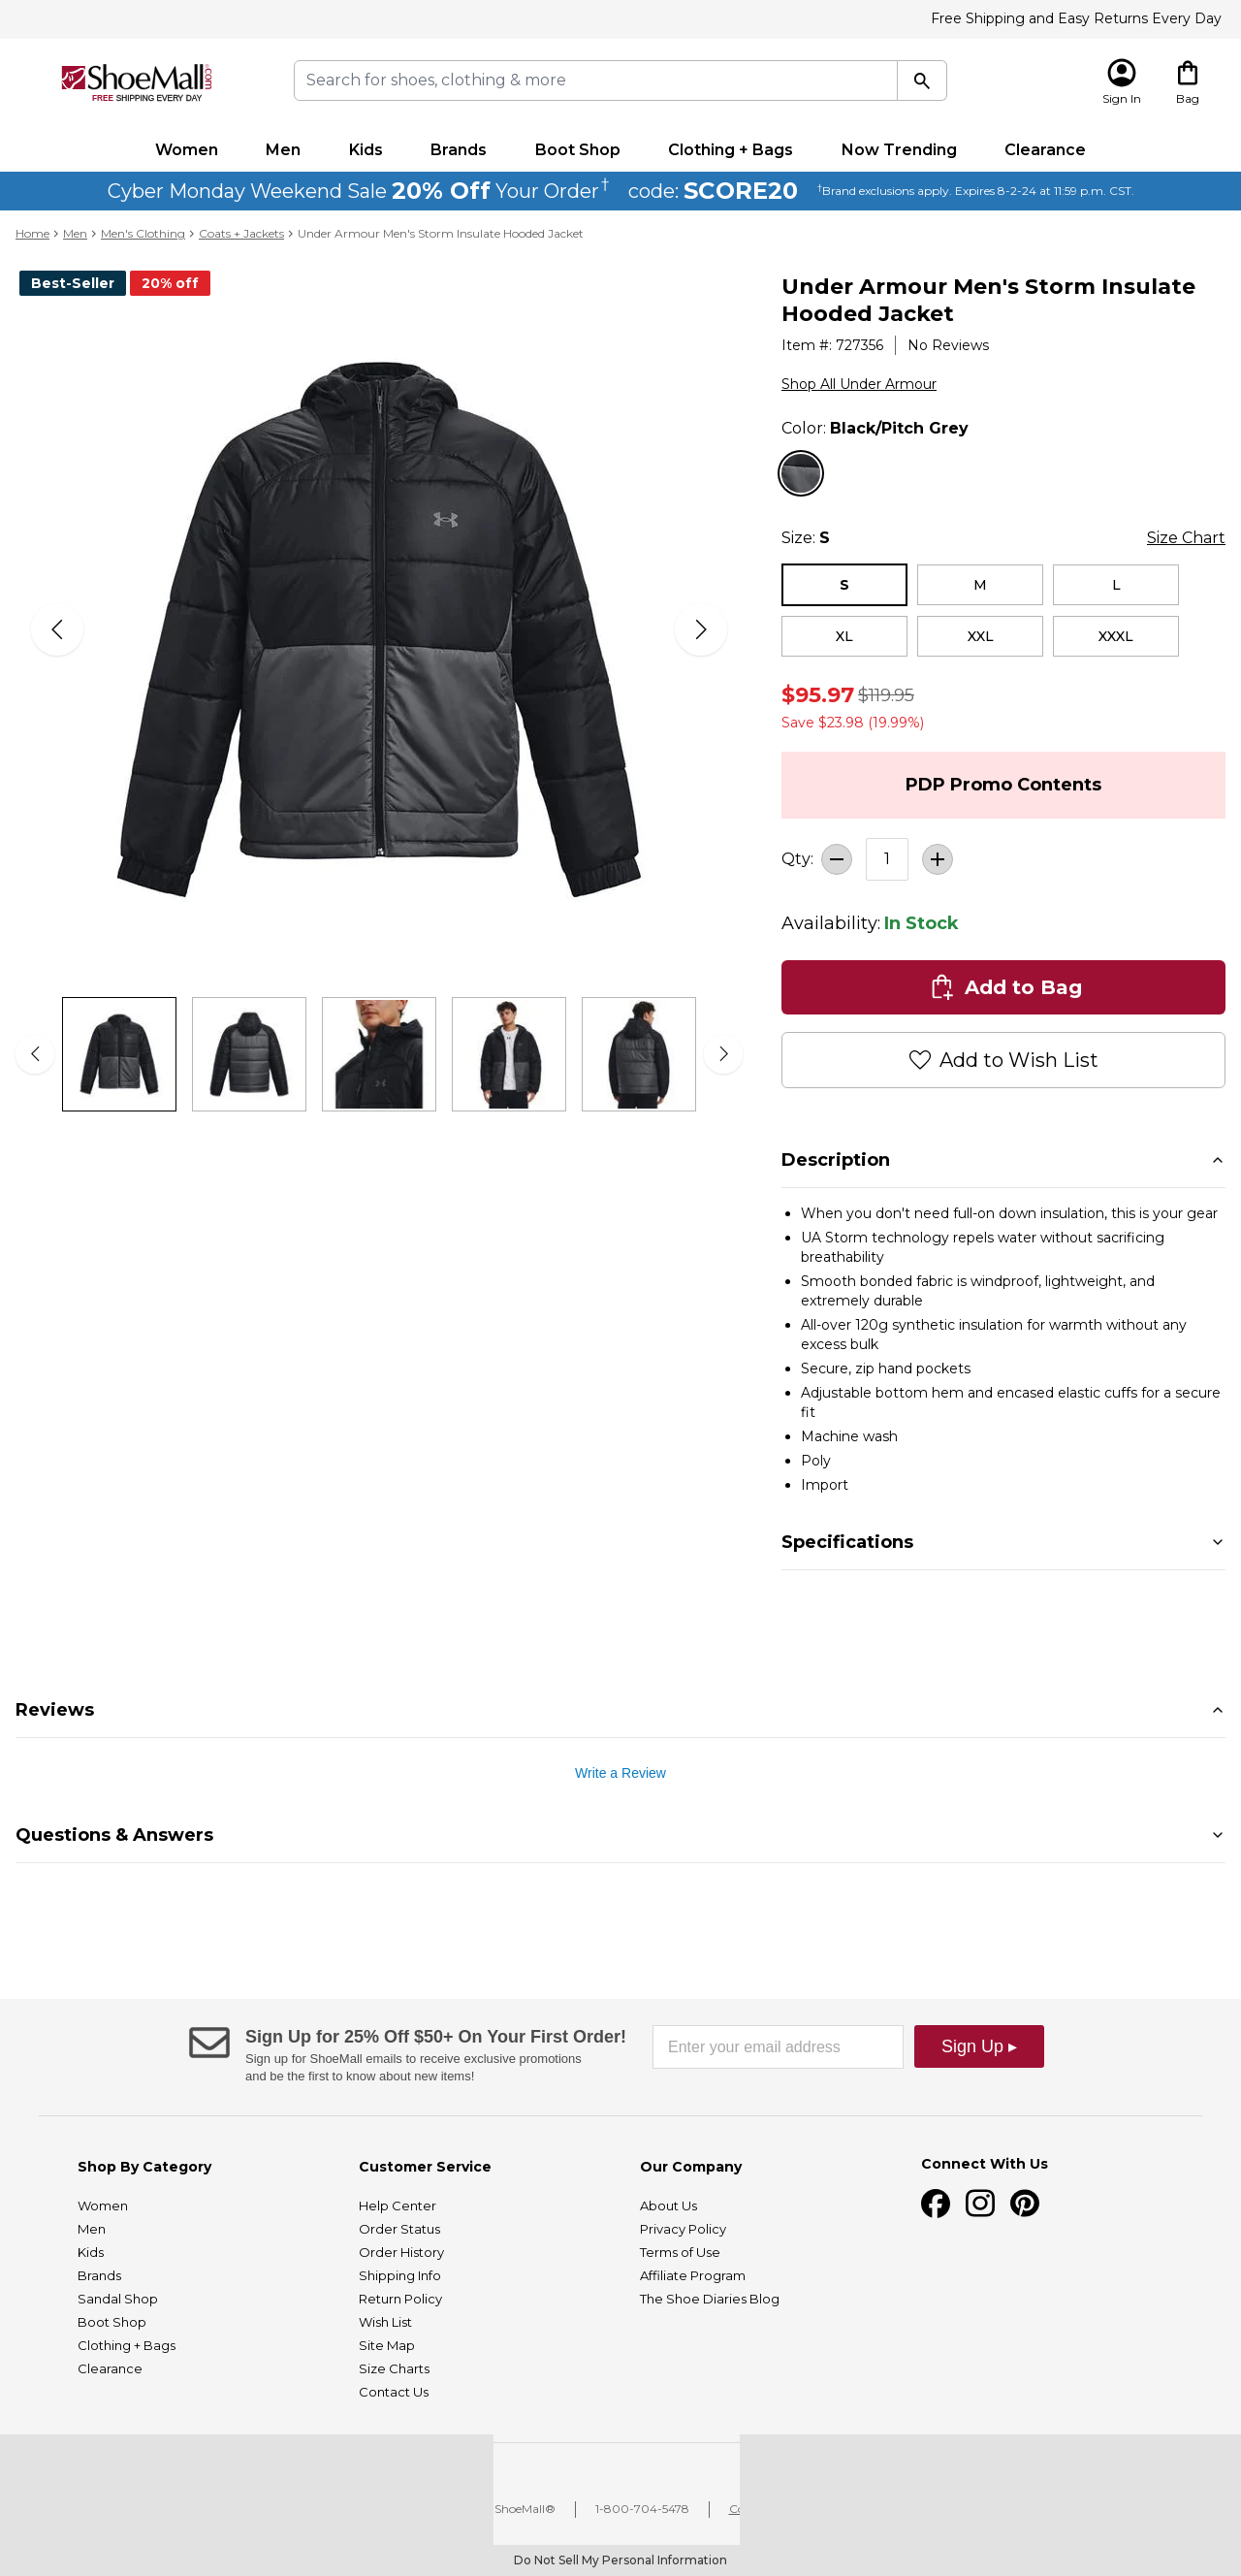 Free Shipping and Easy Returns Every Day
ShoeMall.com
FREE SHIPPING EVERY DAY
Search for shoes, clothing & more
Sign In
Bag
Women Men Kids Brands Boot Shop Clothing + Bags Now Trending Clearance
Cyber Monday Weekend Sale 20% Off Your Order† code: SCORE20 †Brand exclusions apply. Expires 8-2-24 at 11:59 p.m. CST.
Home > Men > Men's Clothing > Coats + Jackets > Under Armour Men's Storm Insulate Hooded Jacket
Best-Seller 20% off
Under Armour Men's Storm Insulate
Hooded Jacket
Item #: 727356 | No Reviews
Shop All Under Armour
Color: Black/Pitch Grey
Size: S Size Chart
S M L
XL XXL XXXL
$95.97 $119.95
Save $23.98 (19.99%)
PDP Promo Contents
Qty: 1
Availability: In Stock
Add to Bag
Add to Wish List
Description
• When you don't need full-on down insulation, this is your gear
• UA Storm technology repels water without sacrificing
breathability
• Smooth bonded fabric is windproof, lightweight, and
extremely durable
• All-over 120g synthetic insulation for warmth without any
excess bulk
• Secure, zip hand pockets
• Adjustable bottom hem and encased elastic cuffs for a secure
fit
• Machine wash
• Poly
• Import
Specifications
Reviews
Write a Review
Questions & Answers
Sign Up for 25% Off $50+ On Your First Order!
Sign up for ShoeMall emails to receive exclusive promotions
and be the first to know about new items!
Enter your email address
Sign Up ▸
Shop By Category
Women
Men
Kids
Brands
Sandal Shop
Boot Shop
Clothing + Bags
Clearance
Customer Service
Help Center
Order Status
Order History
Shipping Info
Return Policy
Wish List
Site Map
Size Charts
Contact Us
Our Company
About Us
Privacy Policy
Terms of Use
Affiliate Program
The Shoe Diaries Blog
Connect With Us
ShoeMall® | 1-800-704-5478 |
Do Not Sell My Personal Information